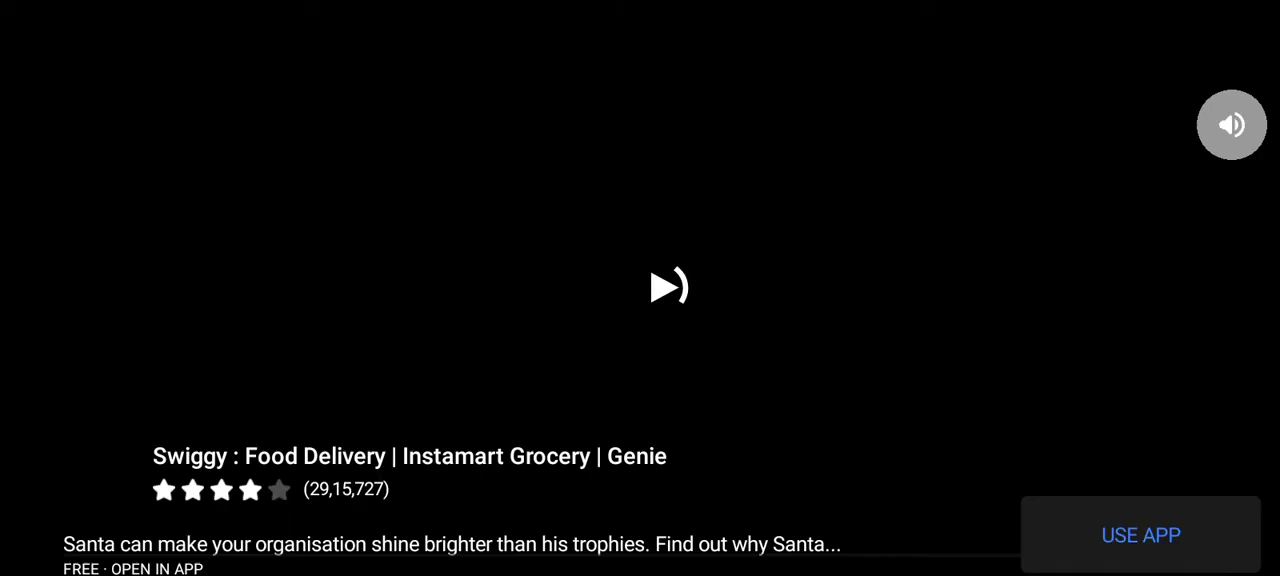 Swiggy : Food Delivery | Instamart Grocery | Genie
(29,15,727)
Santa can make your organisation shine brighter than his trophies. Find out why Santa...
USE APP
FREE · OPEN IN APP